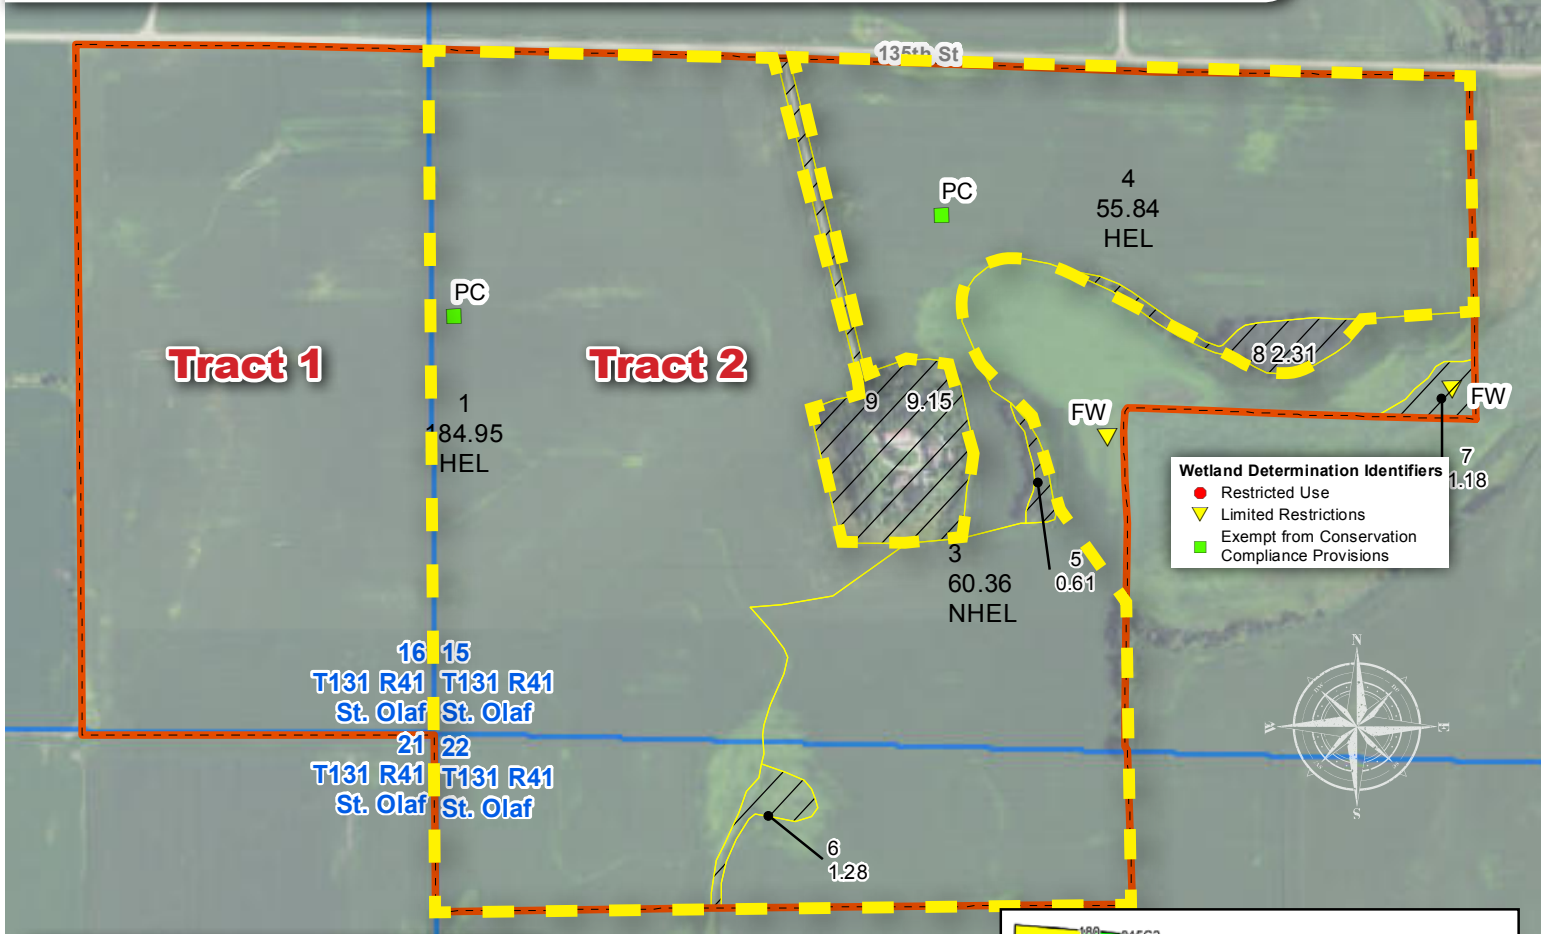 135th St
PC
4
55.84
HEL
PC
Tract 1
Tract 2
1
184.95
HEL
8 2.31
9 9.15
FW
FW
7
1.18
Wetland Determination Identifiers
Restricted Use
Limited Restrictions
Exempt from Conservation
Compliance Provisions
3
60.36
NHEL
5
0.61
16 15
T131 R41 T131 R41
St. Olaf St. Olaf
21 22
T131 R41 T131 R41
St. Olaf St. Olaf
6
1.28
N
E
S
W